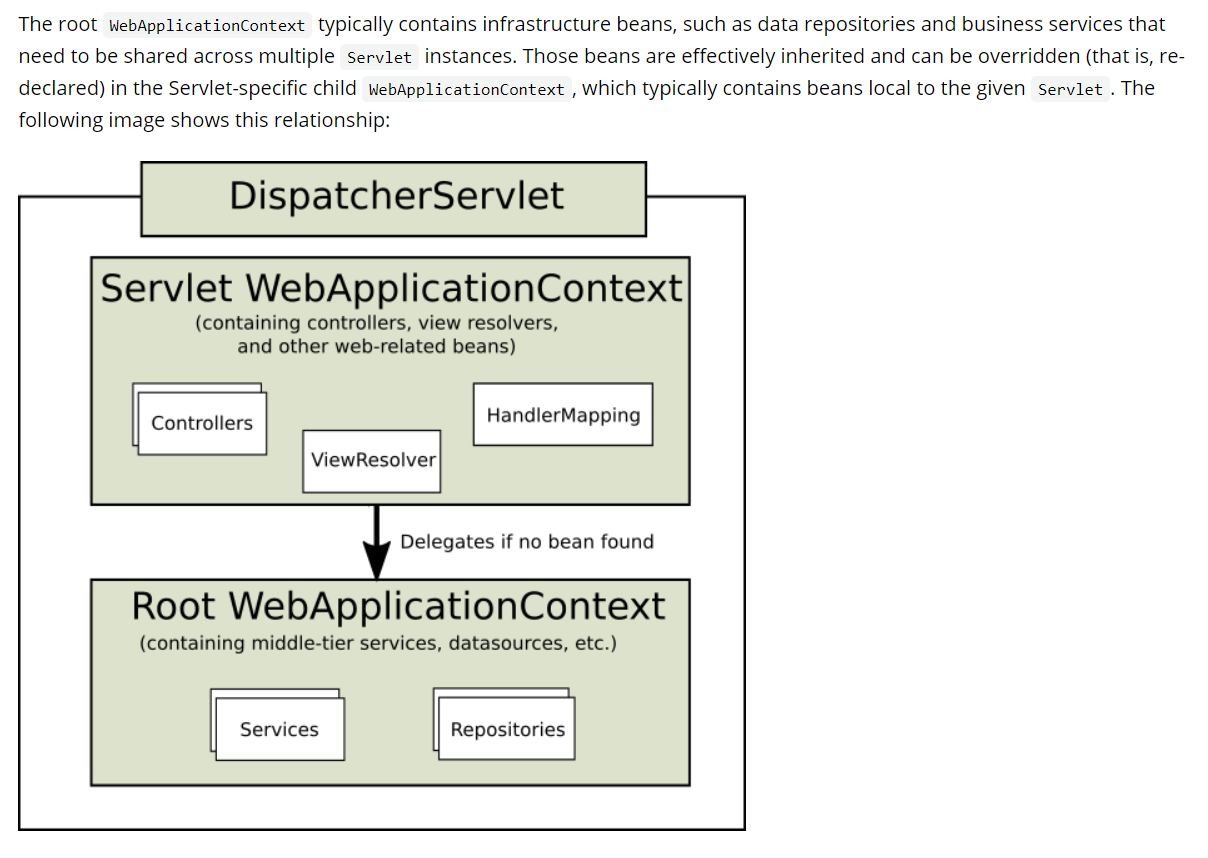 The root WebApplicationContext typically contains infrastructure beans, such as data repositories and business services that
need to be shared across multiple Servlet instances. Those beans are effectively inherited and can be overridden (that is, re-
declared) in the Servlet-specific child WebApplicationContext , which typically contains beans local to the given Servlet . The
following image shows this relationship:
DispatcherServlet
Servlet WebApplicationContext
(containing controllers, view resolvers,
and other web-related beans)
Controllers
HandlerMapping
ViewResolver
Delegates if no bean found
Root WebApplicationContext
(containing middle-tier services, datasources, etc.)
Services
Repositories